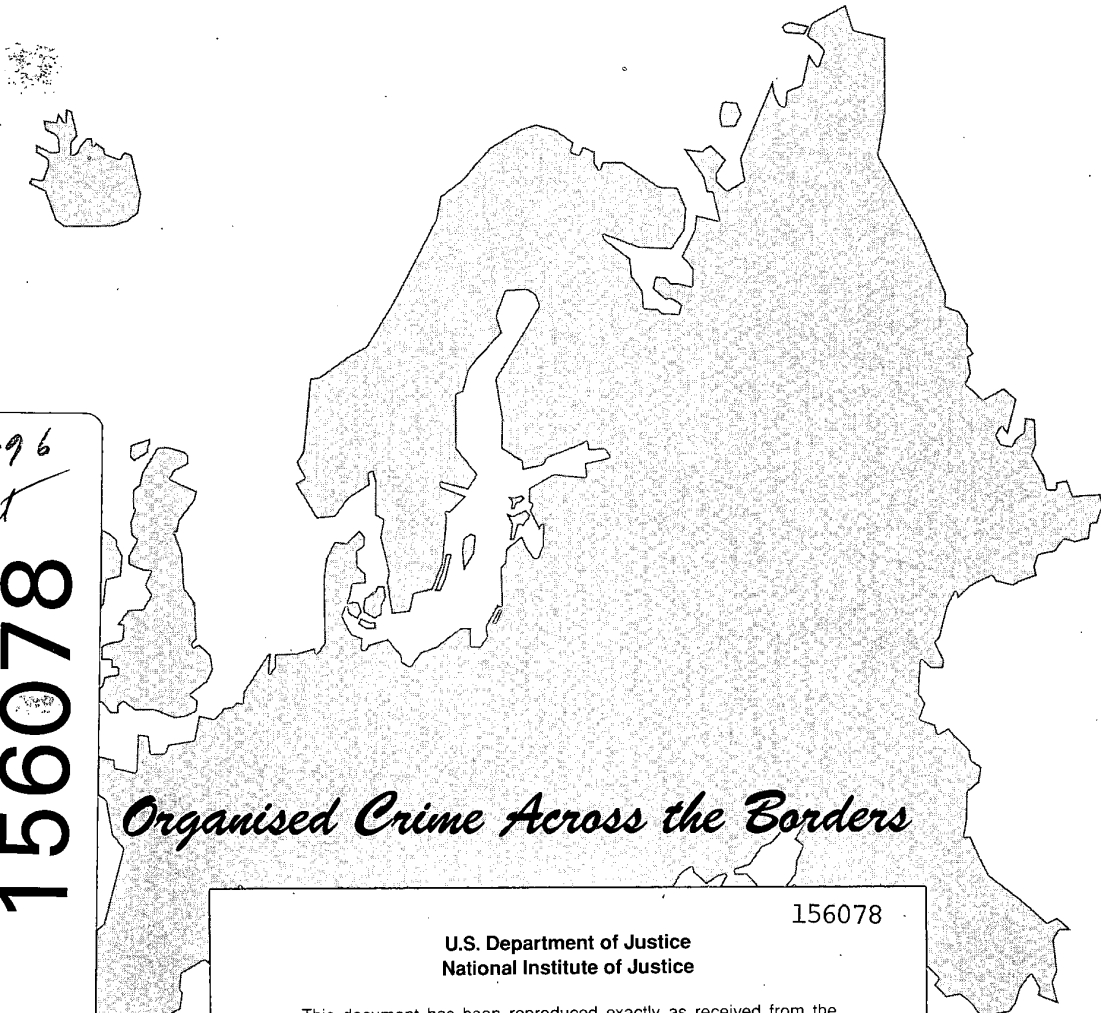 96
156078
Organised Crime Across the Borders
156078
U.S. Department of Justice
National Institute of Justice
This document has been reproduced exactly as received from the